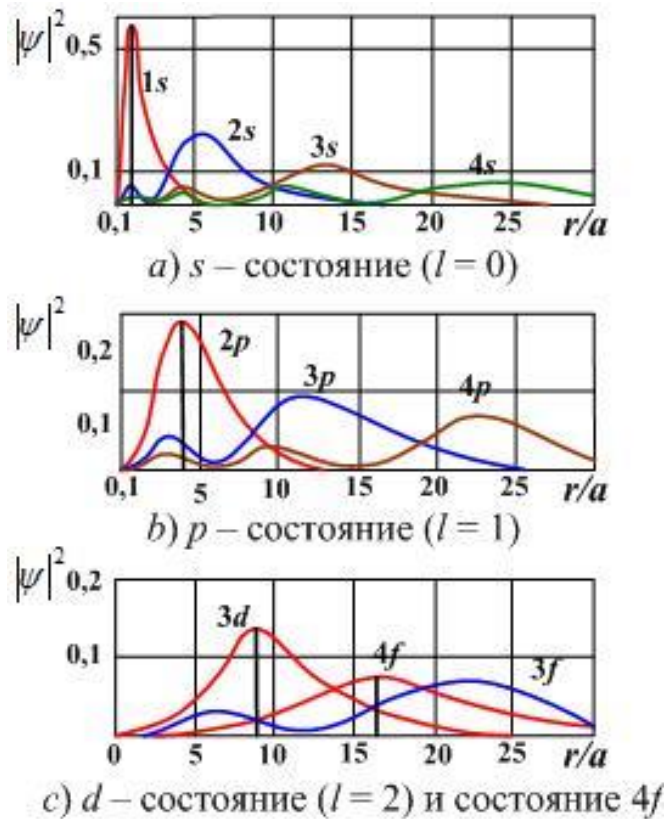 |ψ|²
0,5
1s
2s
3s
4s
0,1
0,1 5 10 15 20 25 r/a
a) s – состояние (l = 0)
|ψ|²
0,2
2p
3p
4p
0,1
0,1 5 10 15 20 25 r/a
b) p – состояние (l = 1)
|ψ|²
0,2
3d
4f
3f
0,1
0 5 10 15 20 25 r/a
c) d – состояние (l = 2) и состояние 4f